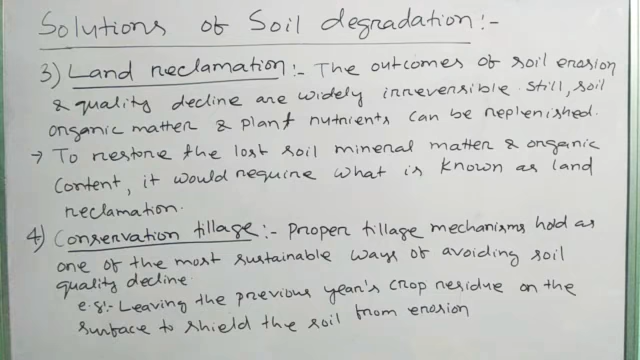 Solutions of Soil degradation:-
3) Land reclamation:- The outcomes of soil erosion
& quality decline are widely irreversible. Still, soil
organic matter & plant nutrients can be replenished.
→ To restore the lost soil mineral matter & organic
content, it would require what is known as land
reclamation.
4) Conservation tillage:- Proper tillage mechanisms hold as
one of the most sustainable ways of avoiding soil
quality decline.
e.g:- Leaving the previous year's crop residue on the
surface to shield the soil from erosion